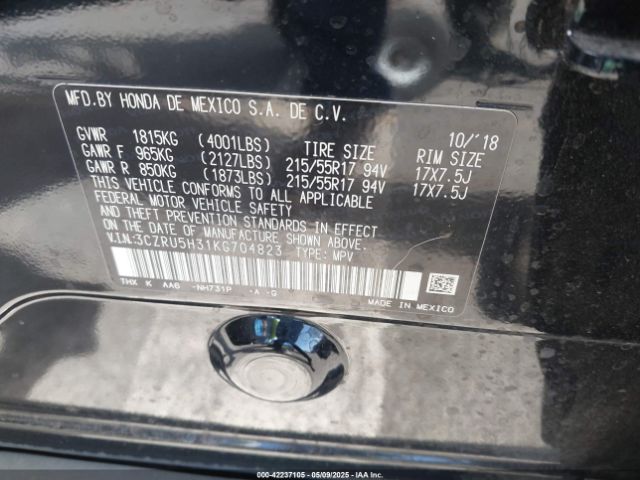 MFD.BY HONDA DE MEXICO S.A. DE C.V.
10/'18
GVWR 1815KG (4001LBS) TIRE SIZE RIM SIZE
GAWR F 965KG (2127LBS) 215/55R17 94V 17X7.5J
GAWR R 850KG (1873LBS) 215/55R17 94V 17X7.5J
THIS VEHICLE CONFORMS TO ALL APPLICABLE
FEDERAL MOTOR VEHICLE SAFETY
AND THEFT PREVENTION STANDARDS IN EFFECT
ON THE DATE OF MANUFACTURE SHOWN ABOVE.
V.I.N:3CZRU5H31KG704823 TYPE: MPV
THX K AA6 -NH731P -A -G MADE IN MEXICO
000-42237105 - 05/09/2025 - IAA Inc.